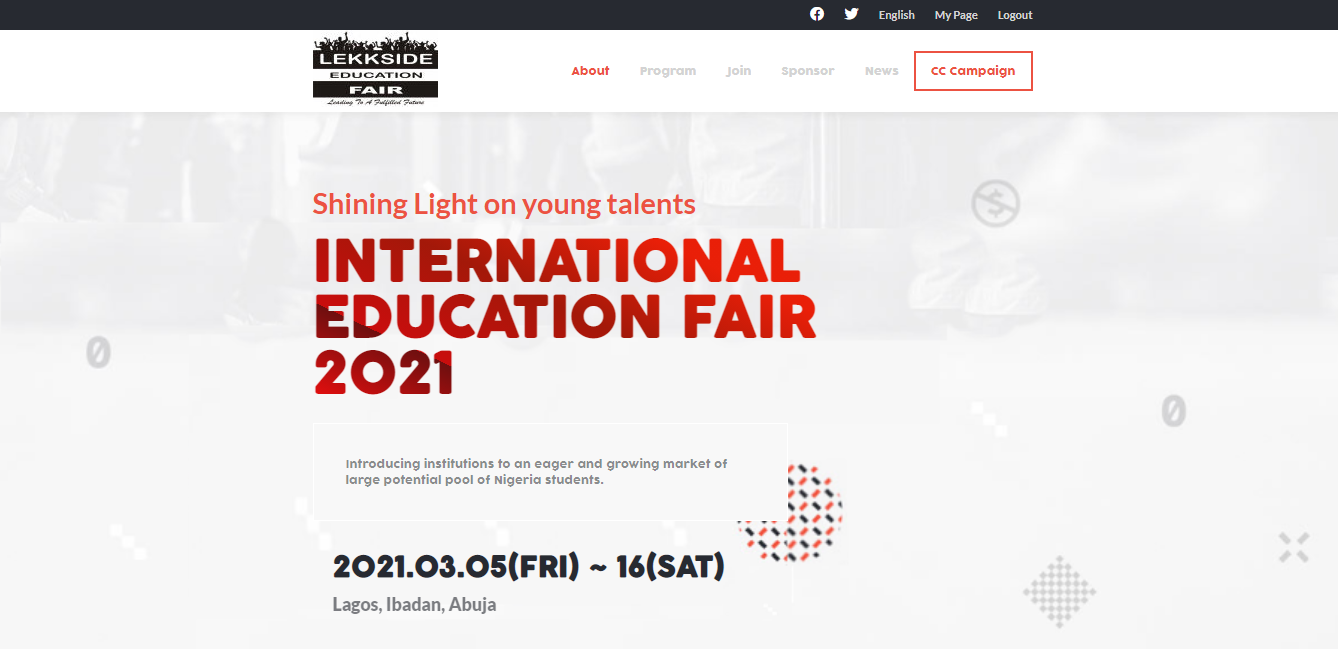 English My Page Logout
LEKKSIDE
EDUCATION
FAIR
Leading To A Fulfilled Future
About Program Join Sponsor News CC Campaign
Shining Light on young talents
INTERNATIONAL
EDUCATION FAIR
2021
Introducing institutions to an eager and growing market of
large potential pool of Nigeria students.
2021.03.05(FRI) ~ 16(SAT)
Lagos, Ibadan, Abuja